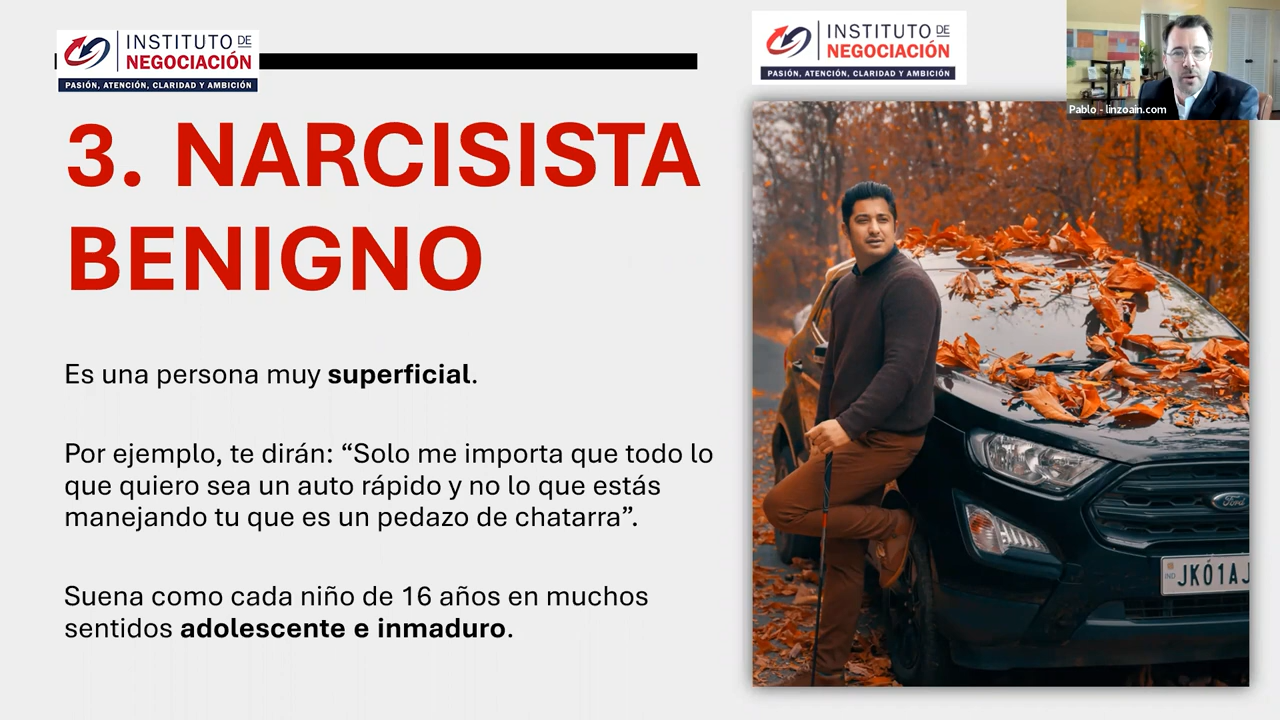 INSTITUTO DE
NEGOCIACIÓN
PASIÓN, ATENCIÓN, CLARIDAD Y AMBICIÓN
INSTITUTO DE
NEGOCIACIÓN
PASIÓN, ATENCIÓN, CLARIDAD Y AMBICIÓN
Pablo - linzoain.com
3. NARCISISTA
BENIGNO
Es una persona muy superficial.
Por ejemplo, te dirán: “Solo me importa que todo lo
que quiero sea un auto rápido y no lo que estás
manejando tu que es un pedazo de chatarra”.
Suena como cada niño de 16 años en muchos
sentidos adolescente e inmaduro.
Ford
IND
JK01AJ